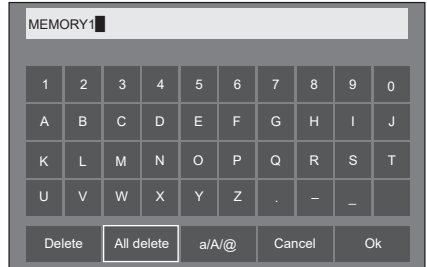 MEMORY1
1 2 3 4 5 6 7 8 9 0
A B C D E F G H I J
K L M N O P Q R S T
U V W X Y Z . – _
Delete All delete a/A/@ Cancel Ok